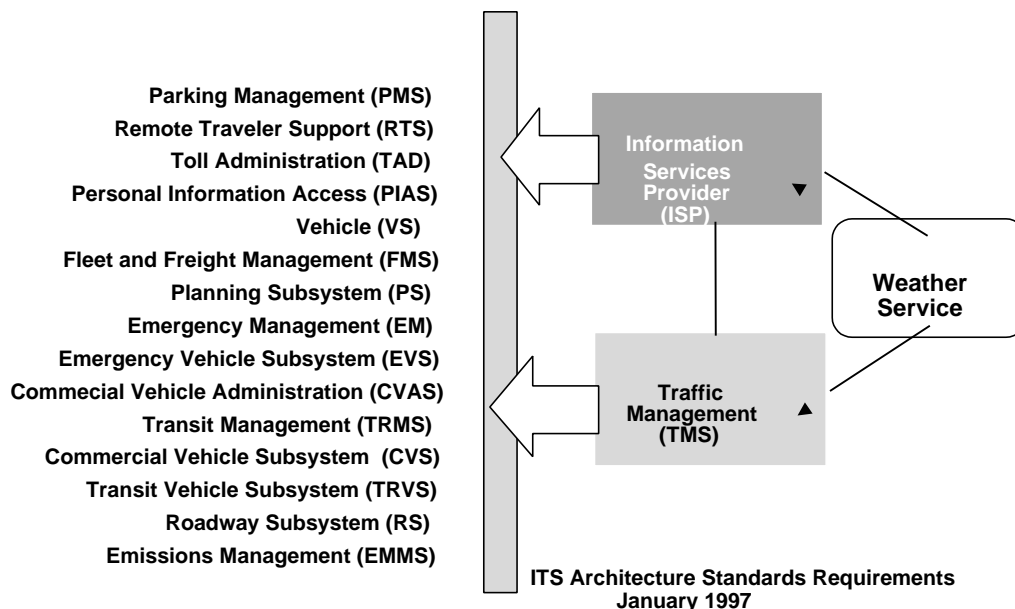 Parking Management (PMS)
Remote Traveler Support (RTS)
Toll Administration (TAD)
Personal Information Access (PIAS)
Vehicle (VS)
Fleet and Freight Management (FMS)
Planning Subsystem (PS)
Emergency Management (EM)
Emergency Vehicle Subsystem (EVS)
Commecial Vehicle Administration (CVAS)
Transit Management (TRMS)
Commercial Vehicle Subsystem (CVS)
Transit Vehicle Subsystem (TRVS)
Roadway Subsystem (RS)
Emissions Management (EMMS)
Information
Services
Provider
(ISP)
Weather
Service
Traffic
Management
(TMS)
ITS Architecture Standards Requirements
January 1997